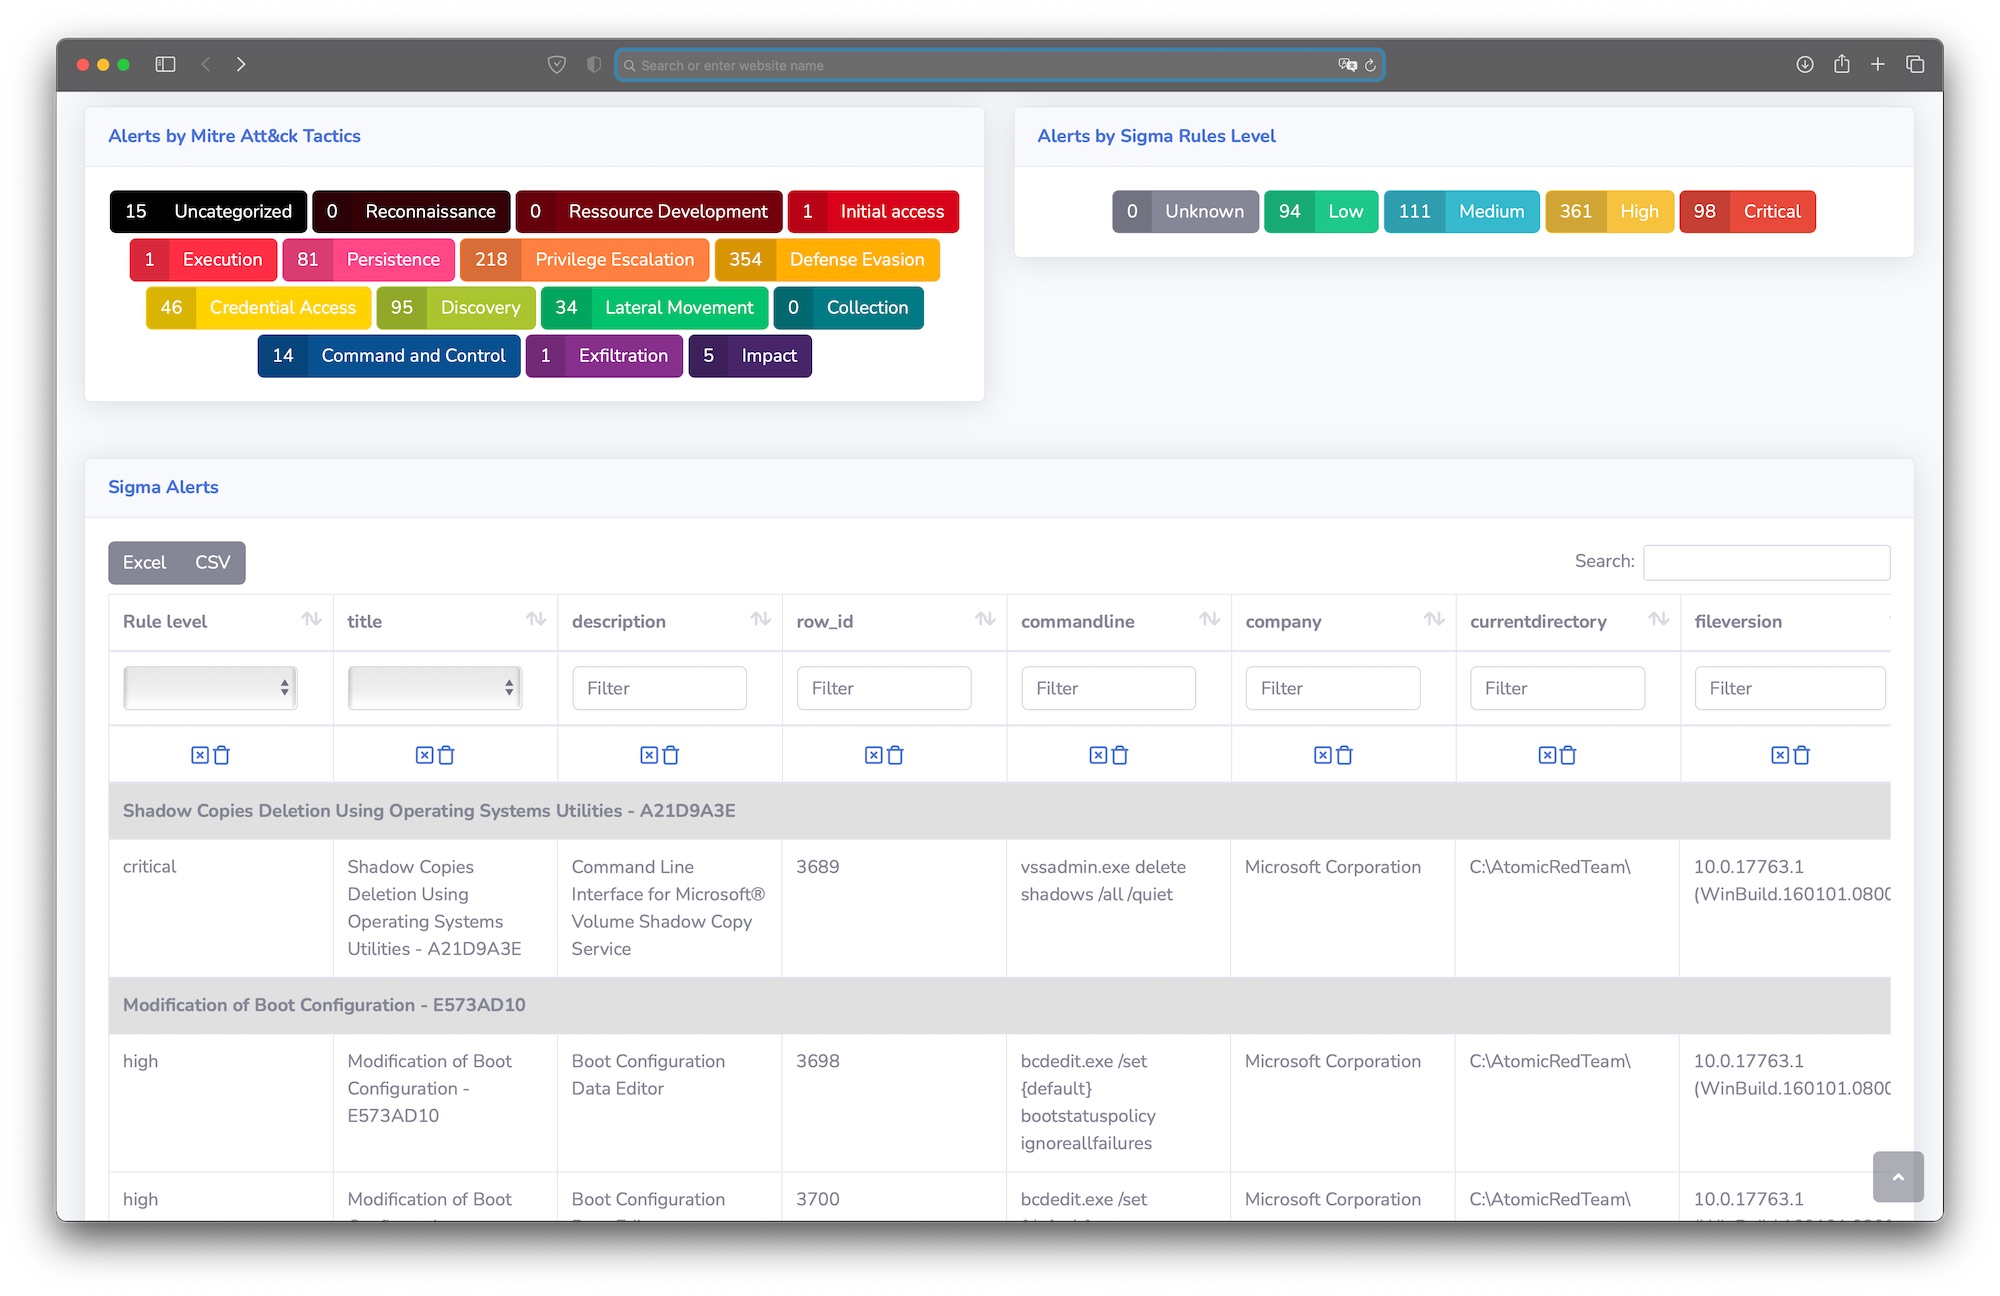 Search or enter website name
Alerts by Mitre Att&ck Tactics
15 Uncategorized 0 Reconnaissance 0 Ressource Development 1 Initial access
1 Execution 81 Persistence 218 Privilege Escalation 354 Defense Evasion
46 Credential Access 95 Discovery 34 Lateral Movement 0 Collection
14 Command and Control 1 Exfiltration 5 Impact
Alerts by Sigma Rules Level
0 Unknown 94 Low 111 Medium 361 High 98 Critical
Sigma Alerts
Excel CSV
Search:
Rule level title description row_id commandline company currentdirectory fileversion
Filter Filter Filter Filter Filter Filter
Shadow Copies Deletion Using Operating Systems Utilities - A21D9A3E
critical
Shadow Copies
Deletion Using
Operating Systems
Utilities - A21D9A3E
Command Line
Interface for Microsoft®
Volume Shadow Copy
Service
3689
vssadmin.exe delete
shadows /all /quiet
Microsoft Corporation
C:\AtomicRedTeam\
10.0.17763.1
(WinBuild.160101.0800
Modification of Boot Configuration - E573AD10
high
Modification of Boot
Configuration -
E573AD10
Boot Configuration
Data Editor
3698
bcdedit.exe /set
{default}
bootstatuspolicy
ignoreallfailures
Microsoft Corporation
C:\AtomicRedTeam\
10.0.17763.1
(WinBuild.160101.0800
high
Modification of Boot
Boot Configuration
3700
bcdedit.exe /set
Microsoft Corporation
C:\AtomicRedTeam\
10.0.17763.1